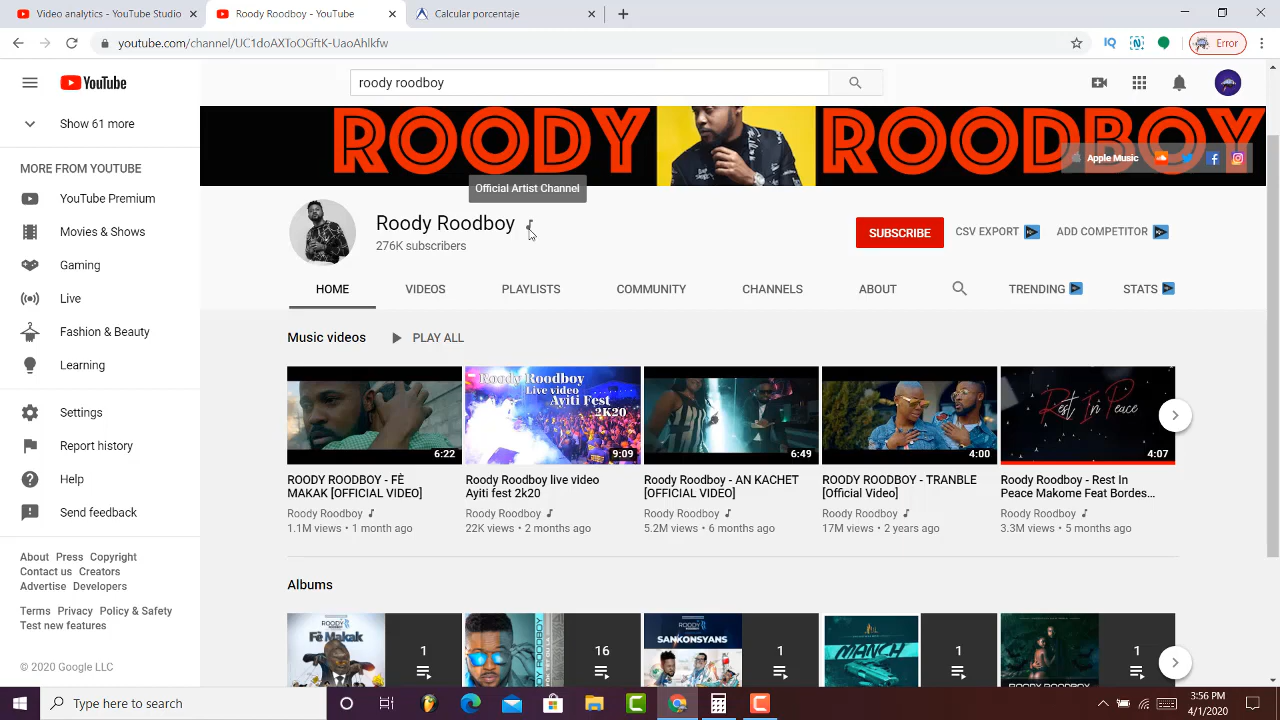 Roody Roodboy - YouTube
Roody Roodboy - YouTube
youtube.com/channel/UC1doAXTOGftK-UaohAlkfw
Error
YouTube
roody roodboy
Show 61 more
ROODY
ROODBOY
Apple Music
MORE FROM YOUTUBE
YouTube Premium
Movies & Shows
Gaming
Live
Fashion & Beauty
Learning
Settings
Report history
Help
Send feedback
About Press Copyright
Contact us Creators
Advertise Developers
Terms Privacy Policy & Safety
Test new features
© 2020 Google LLC
Official Artist Channel
Roody Roodboy
276K subscribers
SUBSCRIBE
CSV EXPORT
ADD COMPETITOR
HOME
VIDEOS
PLAYLISTS
COMMUNITY
CHANNELS
ABOUT
TRENDING
STATS
Music videos
PLAY ALL
6:22
ROODY ROODBOY - FÈ
MAKAK [OFFICIAL VIDEO]
Roody Roodboy
1.1M views • 1 month ago
Roody Roodboy
Live video
Ayiti Fest
2K20
9:09
Roody Roodboy live video
Ayiti fest 2k20
Roody Roodboy
22K views • 2 months ago
6:49
Roody Roodboy - AN KACHET
[OFFICIAL VIDEO]
Roody Roodboy
5.2M views • 6 months ago
4:00
ROODY ROODBOY - TRANBLE
[Official Video]
Roody Roodboy
17M views • 2 years ago
Rest In Peace
4:07
Roody Roodboy - Rest In
Peace Makome Feat Bordes...
Roody Roodboy
3.3M views • 5 months ago
Albums
Fè Makak
1
16
SANKONSYANS
1
MANCH
1
ROODY ROODBOY
1
Type here to search
3:56 PM
4/1/2020